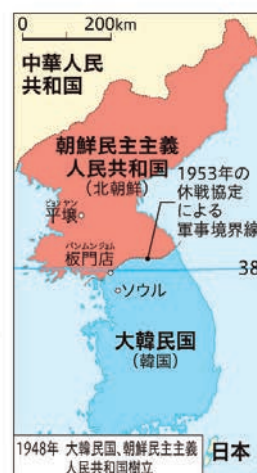 0 200km
中華人民
共和国
朝鮮民主主義
人民共和国
(北朝鮮)
1953年の
休戦協定
による
軍事境界線
ピョンヤン
平壌
パンムンジョム
板門店
38
ソウル
大韓民国
(韓国)
1948年 大韓民国、朝鮮民主主義
人民共和国樹立
日本